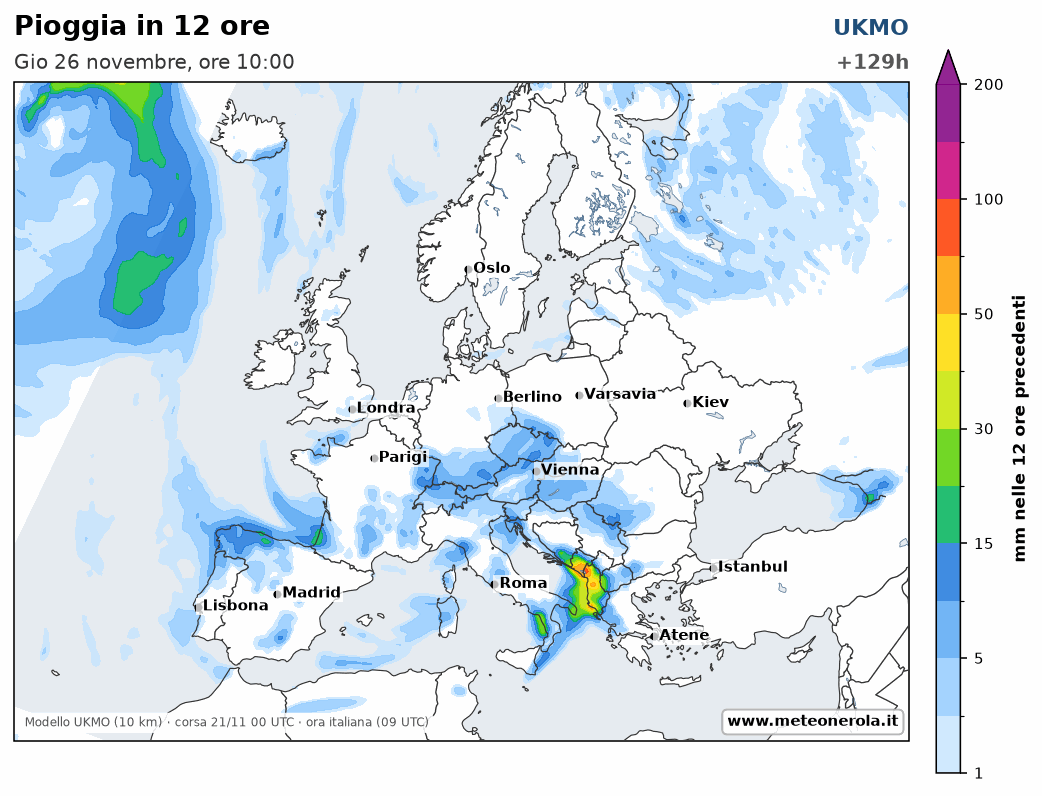 Pioggia in 12 ore
UKMO
Gio 26 novembre, ore 10:00
+129h
200
100
50
30
15
5
1
mm nelle 12 ore precedenti
Oslo
Londra
Berlino
Varsavia
Kiev
Parigi
Vienna
Istanbul
Roma
Madrid
Lisbona
Atene
Modello UKMO (10 km) · corsa 21/11 00 UTC · ora italiana (09 UTC)
www.meteonerola.it